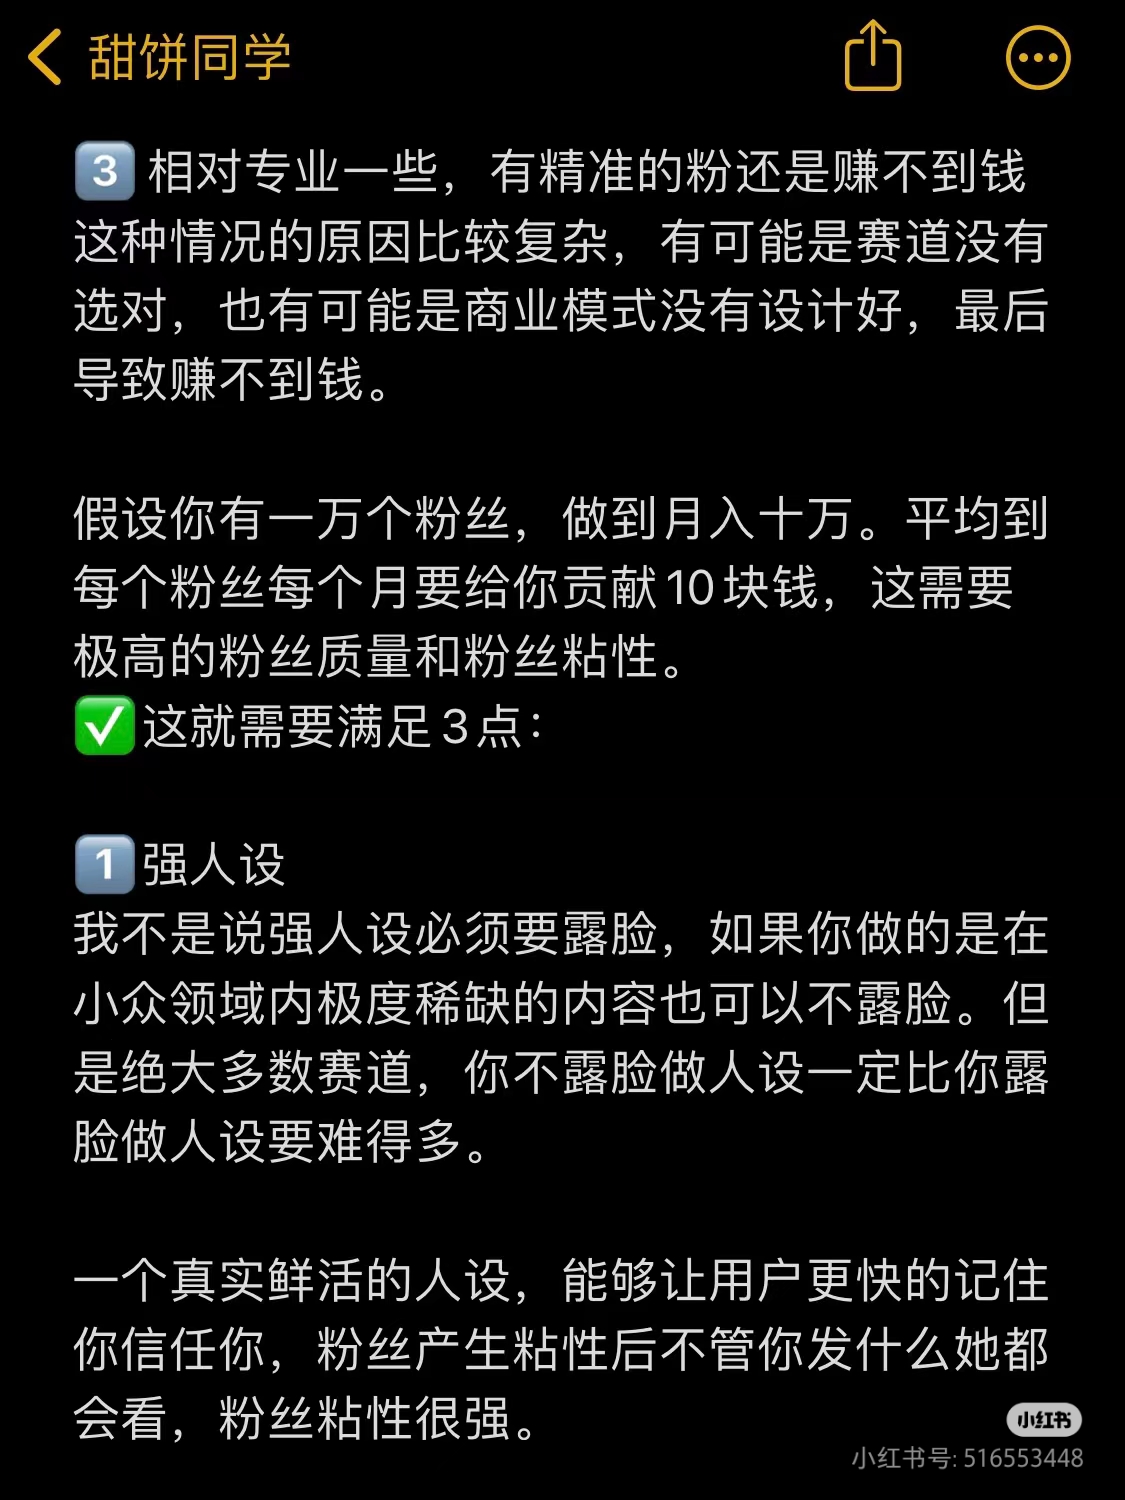 甜饼同学
3 相对专业一些，有精准的粉还是赚不到钱
这种情况的原因比较复杂，有可能是赛道没有
选对，也有可能是商业模式没有设计好，最后
导致赚不到钱。
假设你有一万个粉丝，做到月入十万。平均到
每个粉丝每个月要给你贡献10块钱，这需要
极高的粉丝质量和粉丝粘性。
✅这就需要满足3点：
1 强人设
我不是说强人设必须要露脸，如果你做的是在
小众领域内极度稀缺的内容也可以不露脸。但
是绝大多数赛道，你不露脸做人设一定比你露
脸做人设要难得多。
一个真实鲜活的人设，能够让用户更快的记住
你信任你，粉丝产生粘性后不管你发什么她都
会看，粉丝粘性很强。
小红书
小红书号: 516553448